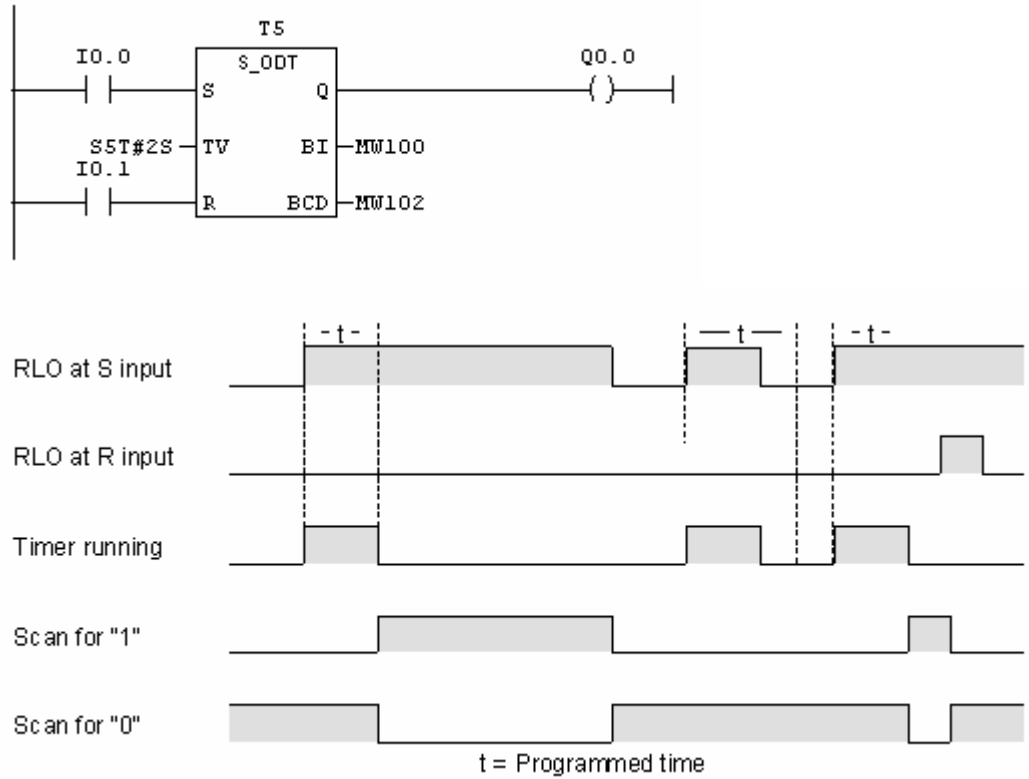 T5
I0.0
S_ODT
Q0.0
S
Q
S5T#2S
TV
BI
MW100
I0.1
R
BCD
MW102
- t -
t
- t -
RLO at S input
RLO at R input
Timer running
Scan for "1"
Scan for "0"
t = Programmed time